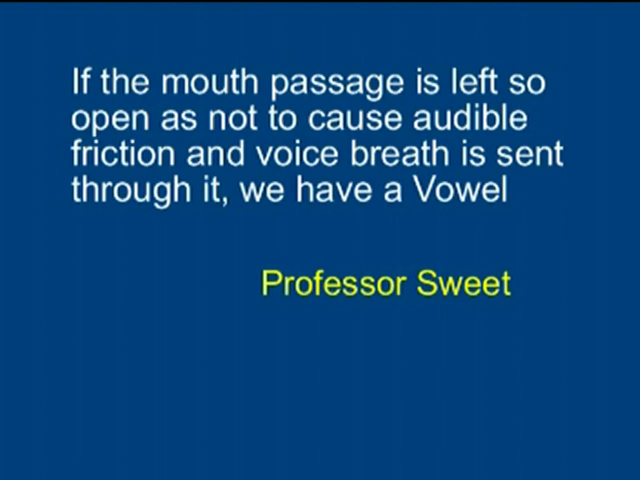 If the mouth passage is left so
open as not to cause audible
friction and voice breath is sent
through it, we have a Vowel
Professor Sweet